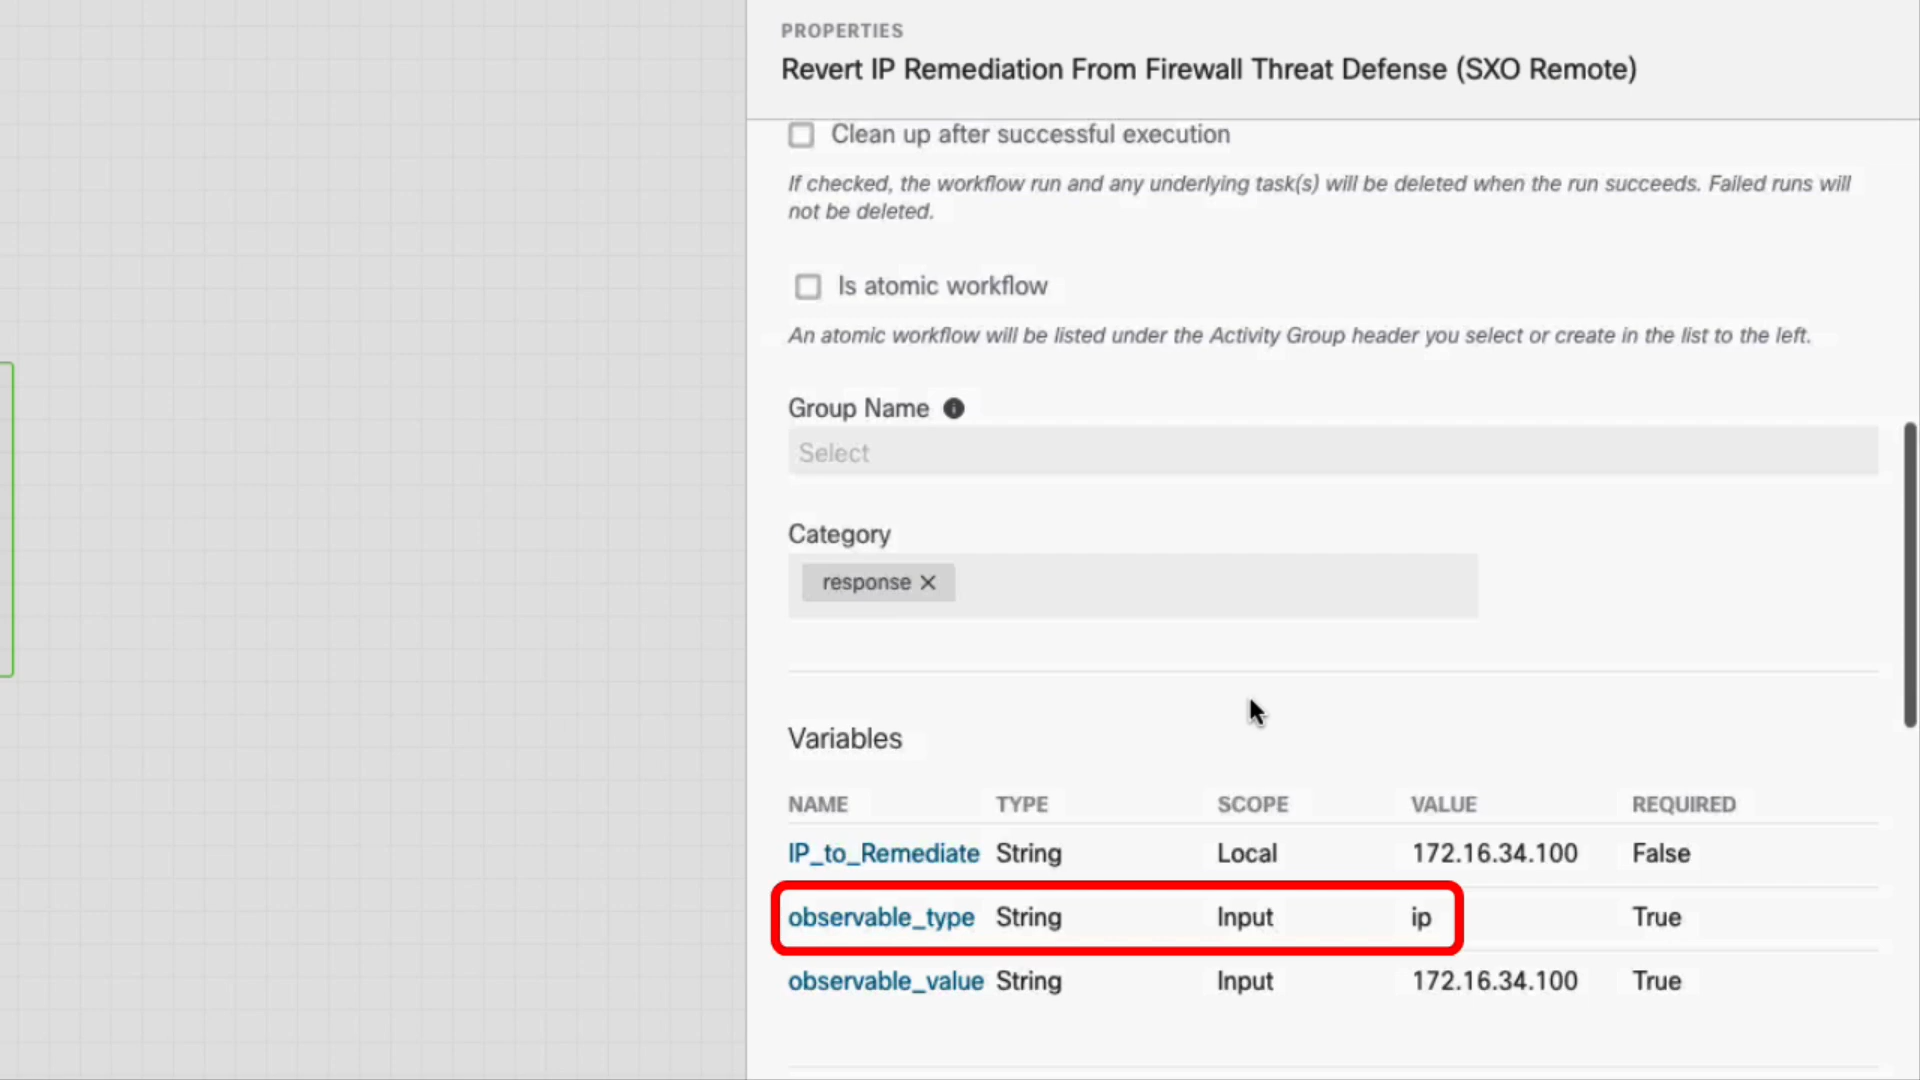 PROPERTIES
Revert IP Remediation From Firewall Threat Defense (SXO Remote)
Clean up after successful execution
If checked, the workflow run and any underlying task(s) will be deleted when the run succeeds. Failed runs will
not be deleted.
Is atomic workflow
An atomic workflow will be listed under the Activity Group header you select or create in the list to the left.
Group Name
Select
Category
response
Variables
NAME TYPE SCOPE VALUE REQUIRED
IP_to_Remediate String Local 172.16.34.100 False
observable_type String Input ip True
observable_value String Input 172.16.34.100 True